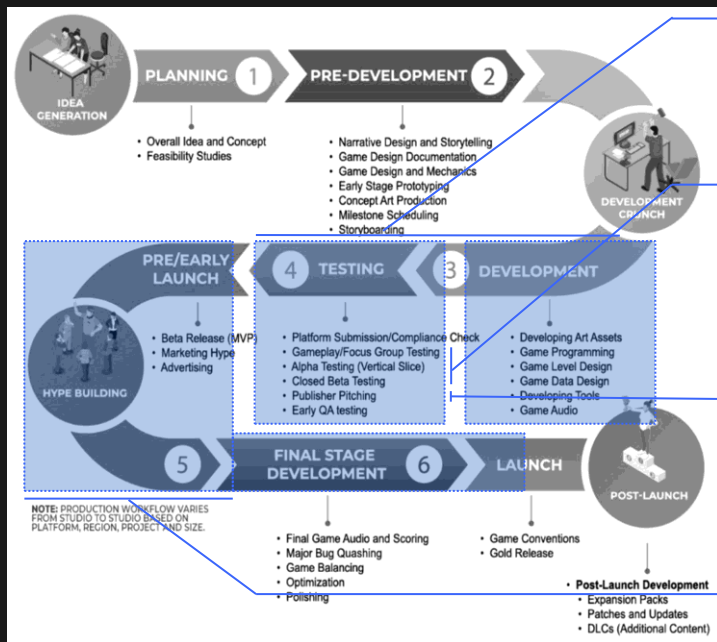 IDEA
GENERATION
PLANNING 1
PRE-DEVELOPMENT 2
• Overall Idea and Concept
• Feasibility Studies
• Narrative Design and Storytelling
• Game Design Documentation
• Game Design and Mechanics
• Early Stage Prototyping
• Concept Art Production
• Milestone Scheduling
• Storyboarding
DEVELOPMENT
CRUNCH
3 DEVELOPMENT
• Developing Art Assets
• Game Programming
• Game Level Design
• Game Data Design
• Developing Tools
• Game Audio
4 TESTING
• Platform Submission/Compliance Check
• Gameplay/Focus Group Testing
• Alpha Testing (Vertical Slice)
• Closed Beta Testing
• Publisher Pitching
• Early QA testing
PRE/EARLY
LAUNCH
• Beta Release (MVP)
• Marketing Hype
• Advertising
HYPE BUILDING
5
FINAL STAGE
DEVELOPMENT 6
• Final Game Audio and Scoring
• Major Bug Quashing
• Game Balancing
• Optimization
• Polishing
LAUNCH
• Game Conventions
• Gold Release
POST-LAUNCH
• Post-Launch Development
• Expansion Packs
• Patches and Updates
• DLCs (Additional Content)
NOTE: PRODUCTION WORKFLOW VARIES
FROM STUDIO TO STUDIO BASED ON
PLATFORM, REGION, PROJECT AND SIZE.